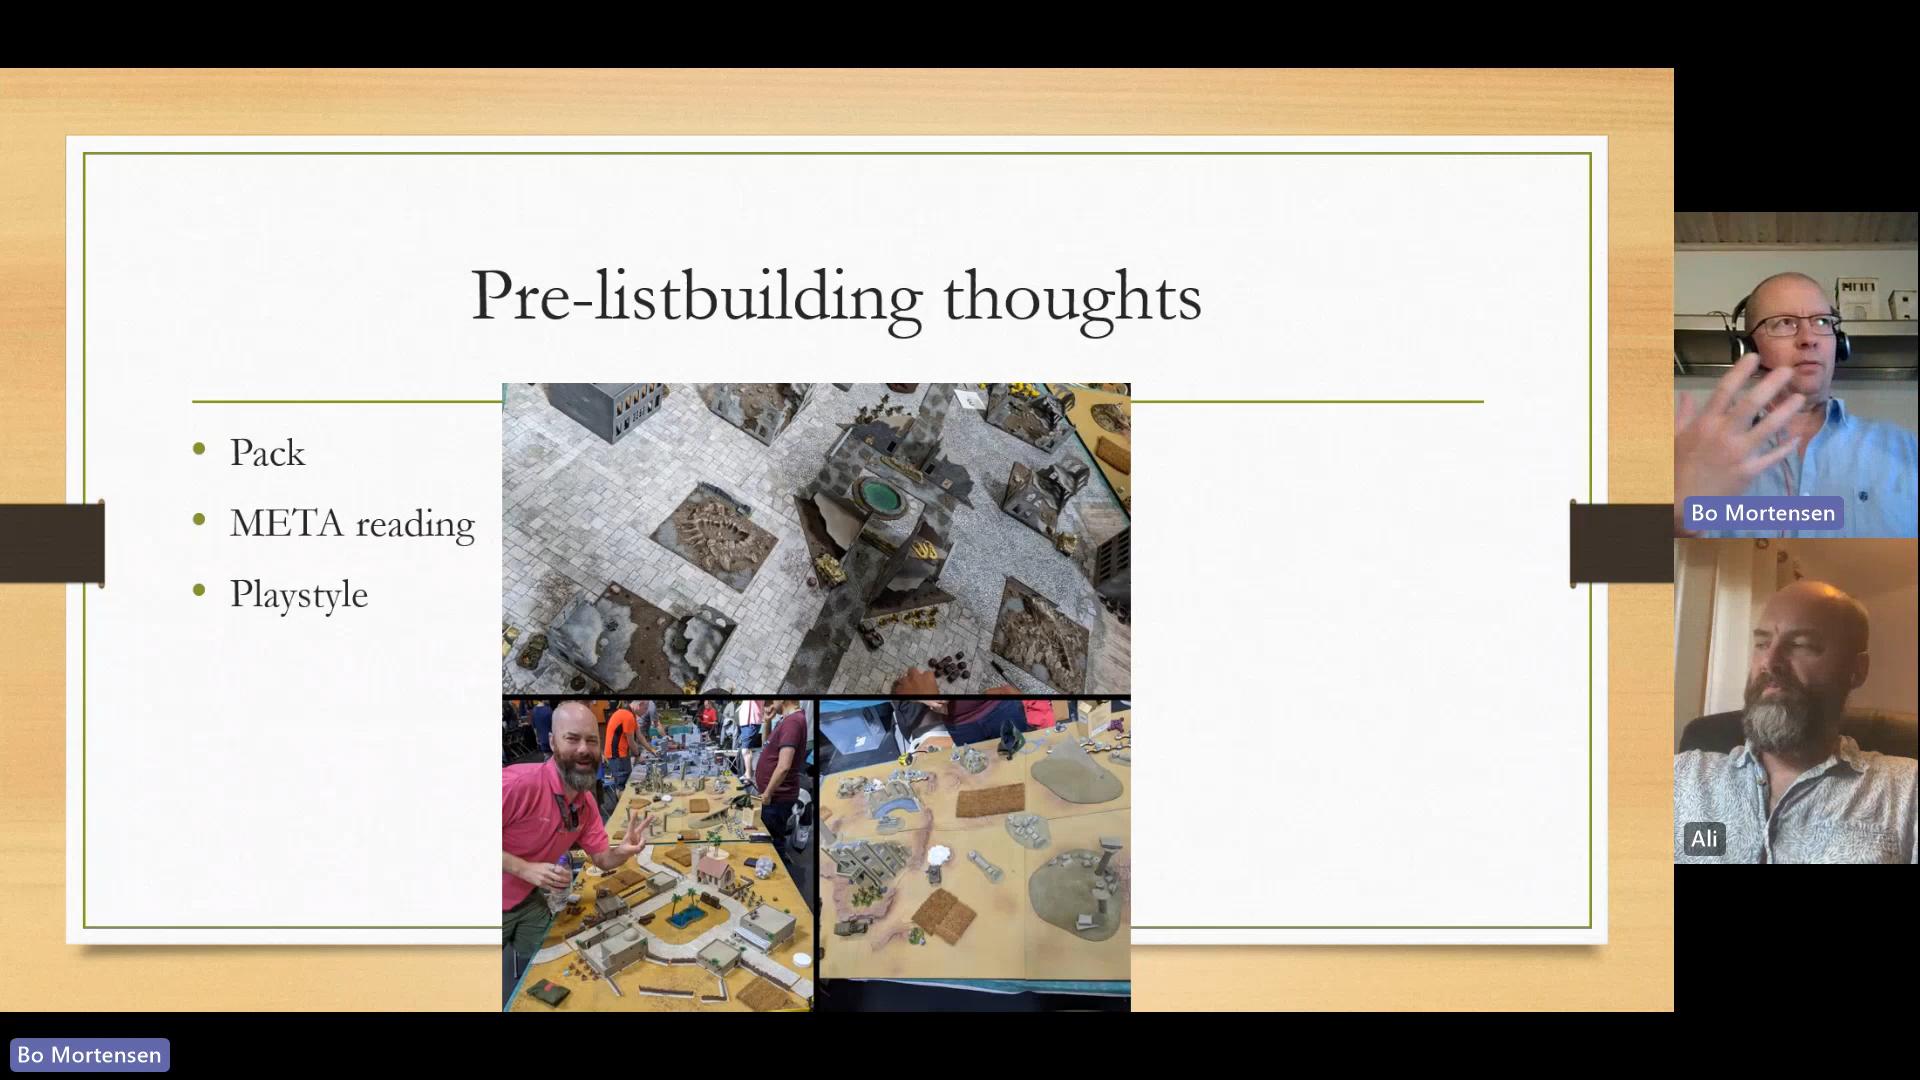 Pre-listbuilding thoughts
Pack
META reading
Playstyle
Bo Mortensen
Ali
Bo Mortensen